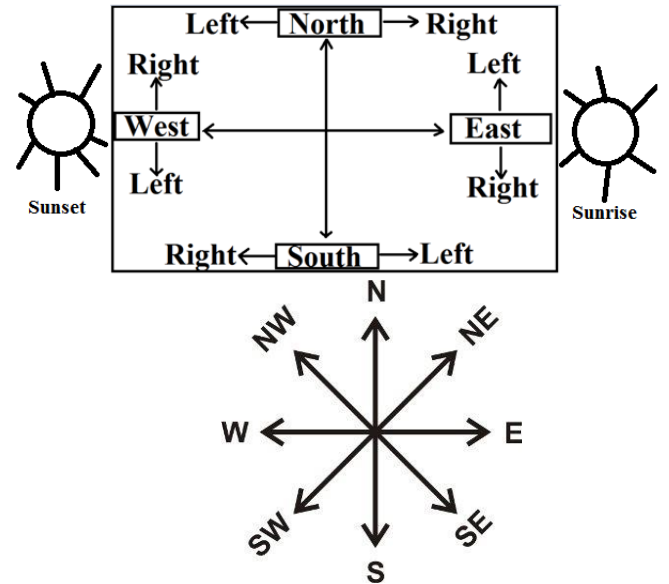 Left North Right
Right Left
West East
Left Right
Sunset Sunrise
Right South Left
N
NW NE
W E
SW SE
S